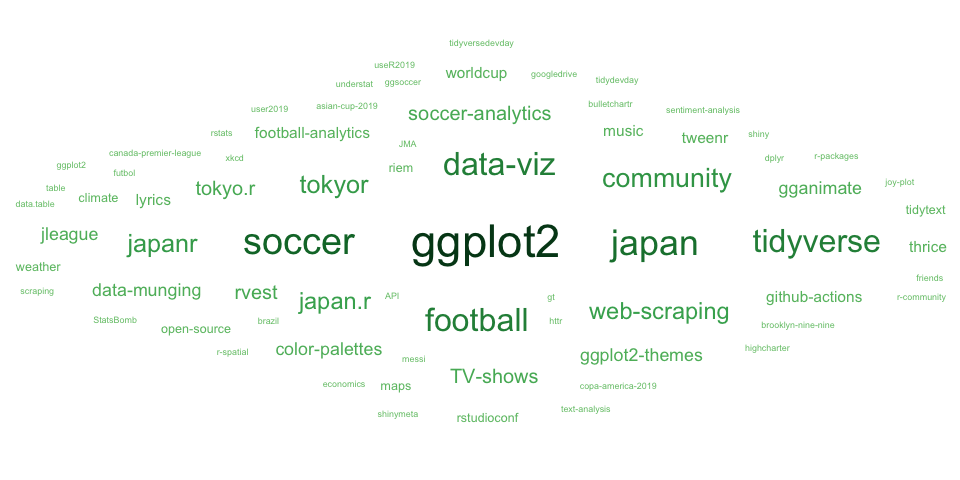 tidyversedevday
useR2019
worldcup
googledrive
understat
ggsoccer
tidydevday
user2019
asian-cup-2019
soccer-analytics
bulletchartr
sentiment-analysis
rstats
football-analytics
music
tweenr
shiny
JMA
canada-premier-league
xkcd
data-viz
dplyr
r-packages
ggplot2
futbol
riem
community
table
climate
lyrics
tokyo.r
tokyor
gganimate
joy-plot
data.table
tidytext
jleague
japanr
soccer
ggplot2
japan
tidyverse
thrice
weather
friends
scraping
data-munging
rvest
japan.r
API
gt
github-actions
r-community
StatsBomb
open-source
brazil
football
httr
web-scraping
brooklyn-nine-nine
r-spatial
color-palettes
messi
ggplot2-themes
highcharter
economics
maps
TV-shows
copa-america-2019
shinymeta
rstudioconf
text-analysis